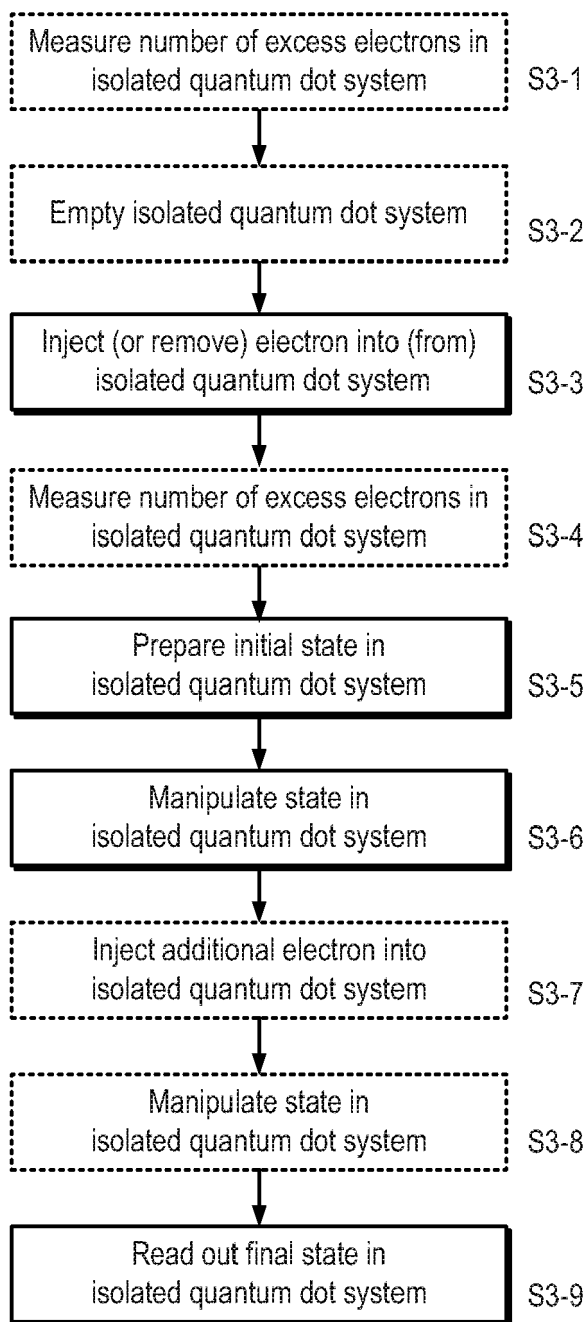 Measure number of excess electrons in
isolated quantum dot system
S3-1
Empty isolated quantum dot system
S3-2
Inject (or remove) electron into (from)
isolated quantum dot system
S3-3
Measure number of excess electrons in
isolated quantum dot system
S3-4
Prepare initial state in
isolated quantum dot system
S3-5
Manipulate state in
isolated quantum dot system
S3-6
Inject additional electron into
isolated quantum dot system
S3-7
Manipulate state in
isolated quantum dot system
S3-8
Read out final state in
isolated quantum dot system
S3-9